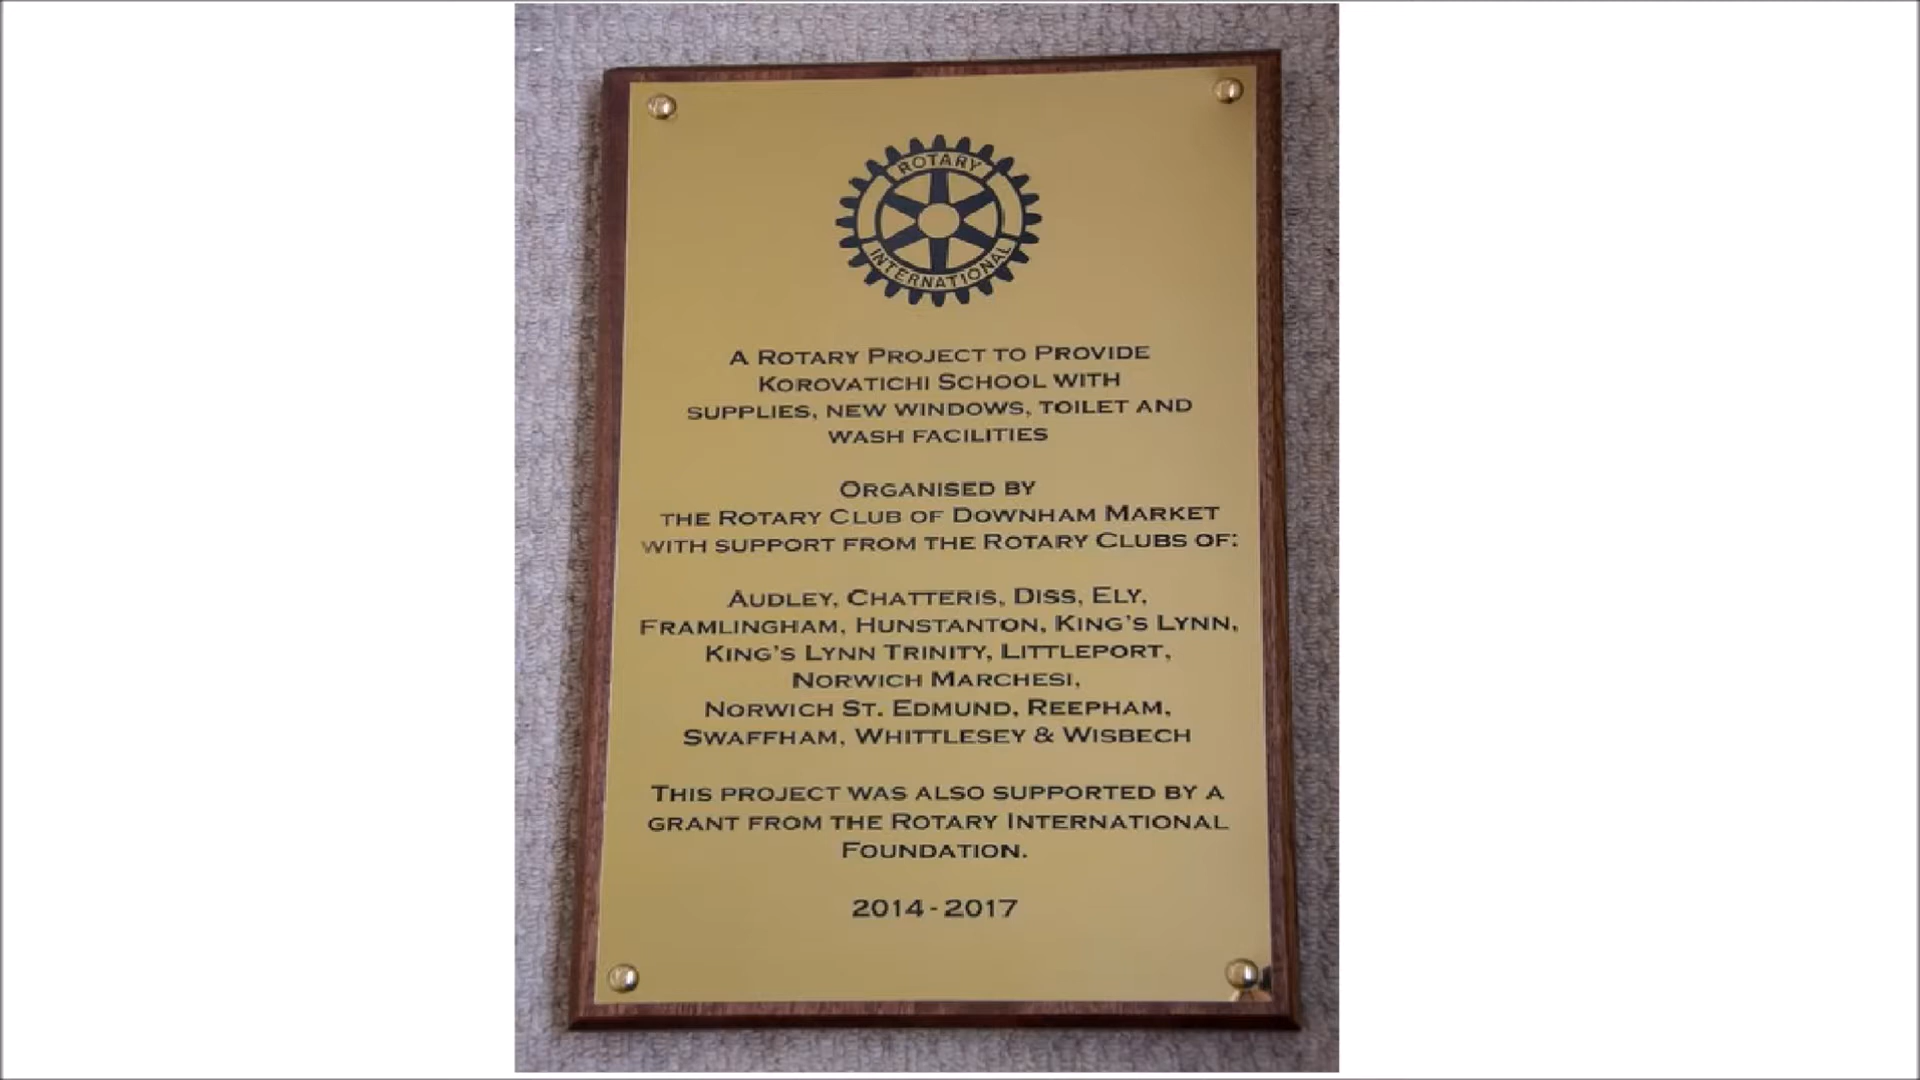 ROTARY
INTERNATIONAL
A ROTARY PROJECT TO PROVIDE
KOROVATICHI SCHOOL WITH
SUPPLIES, NEW WINDOWS, TOILET AND
WASH FACILITIES
ORGANISED BY
THE ROTARY CLUB OF DOWNHAM MARKET
WITH SUPPORT FROM THE ROTARY CLUBS OF:
AUDLEY, CHATTERIS, DISS, ELY,
FRAMLINGHAM, HUNSTANTON, KING'S LYNN,
KING'S LYNN TRINITY, LITTLEPORT,
NORWICH MARCHESI,
NORWICH ST. EDMUND, REEPHAM,
SWAFFHAM, WHITTLESEY & WISBECH
THIS PROJECT WAS ALSO SUPPORTED BY A
GRANT FROM THE ROTARY INTERNATIONAL
FOUNDATION.
2014-2017